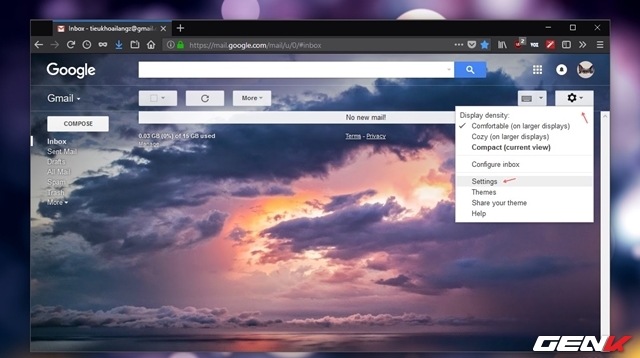 Inbox - tieukhoailangz@gmail.
https://mail.google.com/mail/u/0/#inbox
2
Google
Gmail
More
COMPOSE
No new mail!
0.03 GB (0%) of 15 GB used
Manage
Terms - Privacy
Inbox
Sent Mail
Drafts
All Mail
Spam
Trash
More
Display density:
Comfortable (on larger displays)
Cozy (on larger displays)
Compact (current view)
Configure inbox
Settings
Themes
Share your theme
Help
GENK